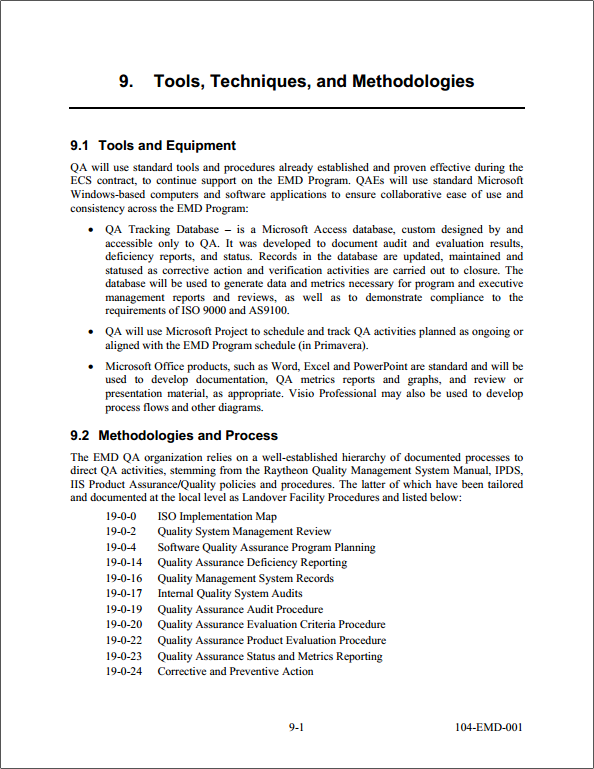 9. Tools, Techniques, and Methodologies
9.1 Tools and Equipment
QA will use standard tools and procedures already established and proven effective during the
ECS contract, to continue support on the EMD Program. QAEs will use standard Microsoft
Windows-based computers and software applications to ensure collaborative ease of use and
consistency across the EMD Program:
• QA Tracking Database – is a Microsoft Access database, custom designed by and
accessible only to QA. It was developed to document audit and evaluation results,
deficiency reports, and status. Records in the database are updated, maintained and
statused as corrective action and verification activities are carried out to closure. The
database will be used to generate data and metrics necessary for program and executive
management reports and reviews, as well as to demonstrate compliance to the
requirements of ISO 9000 and AS9100.
• QA will use Microsoft Project to schedule and track QA activities planned as ongoing or
aligned with the EMD Program schedule (in Primavera).
• Microsoft Office products, such as Word, Excel and PowerPoint are standard and will be
used to develop documentation, QA metrics reports and graphs, and review or
presentation material, as appropriate. Visio Professional may also be used to develop
process flows and other diagrams.
9.2 Methodologies and Process
The EMD QA organization relies on a well-established hierarchy of documented processes to
direct QA activities, stemming from the Raytheon Quality Management System Manual, IPDS,
IIS Product Assurance/Quality policies and procedures. The latter of which have been tailored
and documented at the local level as Landover Facility Procedures and listed below:
19-0-0 ISO Implementation Map
19-0-2 Quality System Management Review
19-0-4 Software Quality Assurance Program Planning
19-0-14 Quality Assurance Deficiency Reporting
19-0-16 Quality Management System Records
19-0-17 Internal Quality System Audits
19-0-19 Quality Assurance Audit Procedure
19-0-20 Quality Assurance Evaluation Criteria Procedure
19-0-22 Quality Assurance Product Evaluation Procedure
19-0-23 Quality Assurance Status and Metrics Reporting
19-0-24 Corrective and Preventive Action
9-1 104-EMD-001